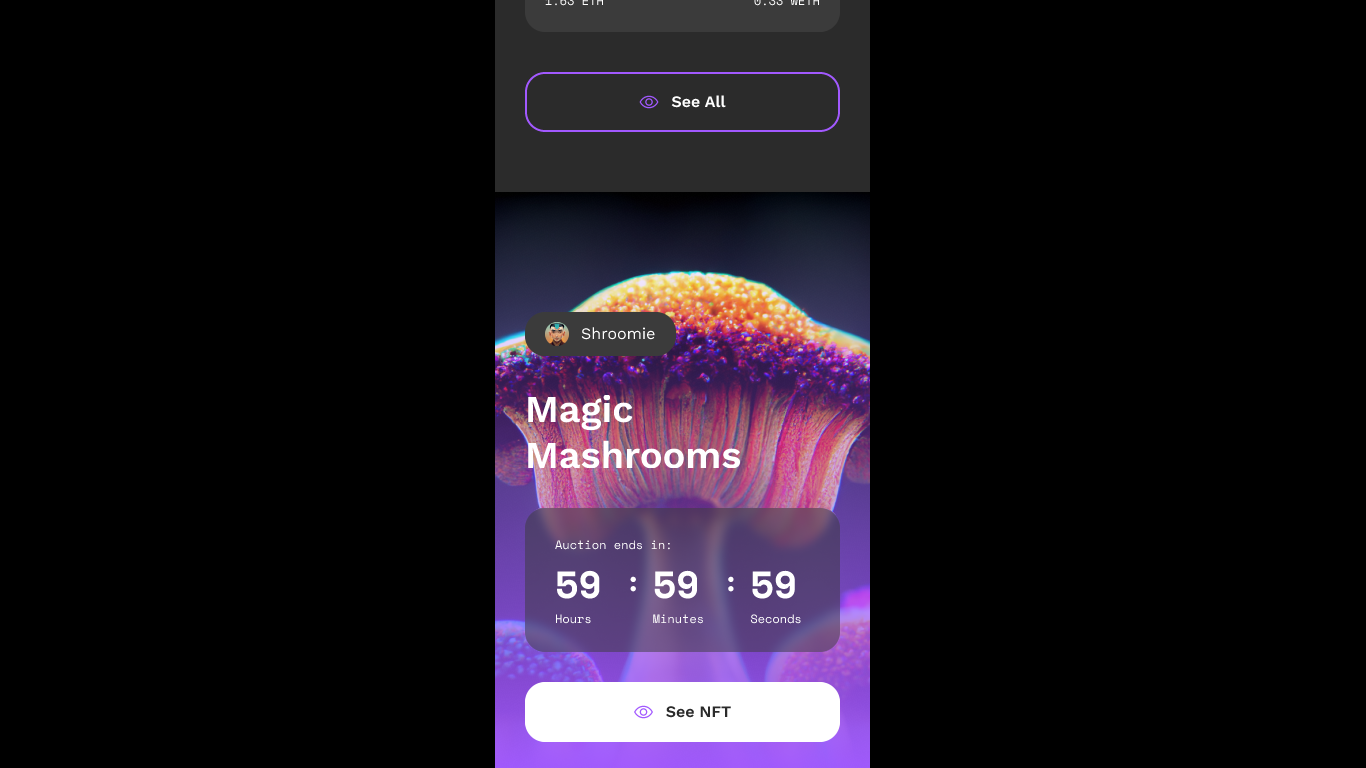 1.63 ETH 0.33 WETH
See All
Shroomie
Magic
Mashrooms
Auction ends in:
59 : 59 : 59
Hours Minutes Seconds
See NFT